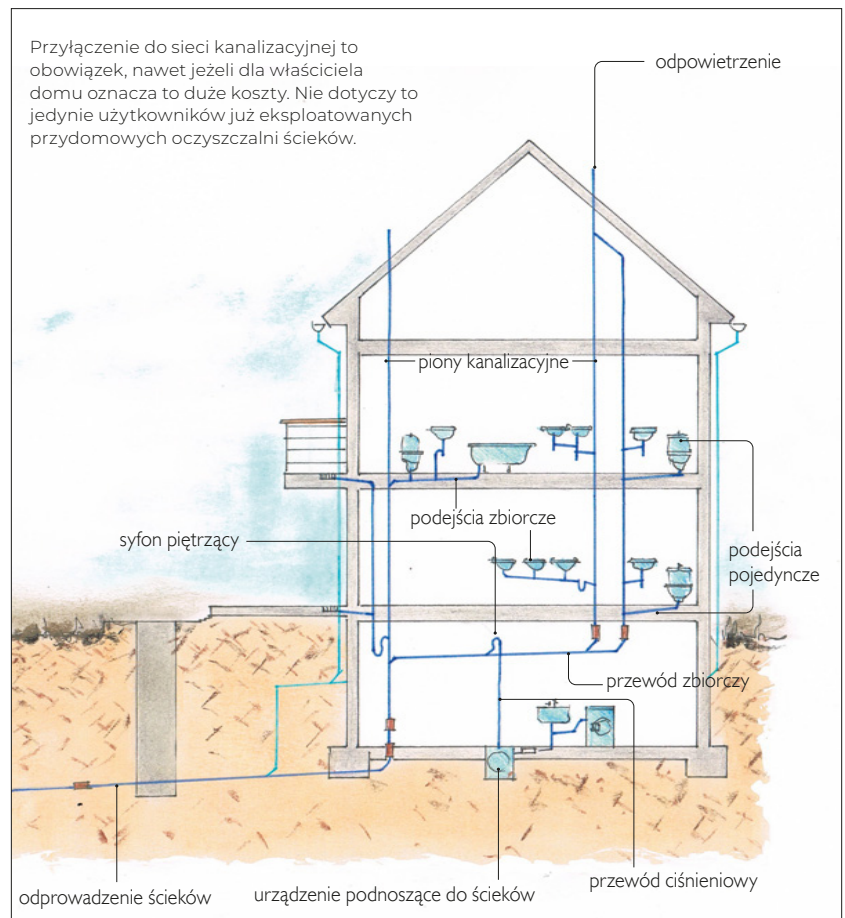 Przyłączenie do sieci kanalizacyjnej to
obowiązek, nawet jeżeli dla właściciela
domu oznacza to duże koszty. Nie dotyczy to
jedynie użytkowników już eksploatowanych
przydomowych oczyszczalni ścieków.
odpowietrzenie
piony kanalizacyjne
podejścia zbiorcze
syfon piętrzący
podejścia
pojedyncze
przewód zbiorczy
przewód ciśnieniowy
urządzenie podnoszące do ścieków
odprowadzenie ścieków